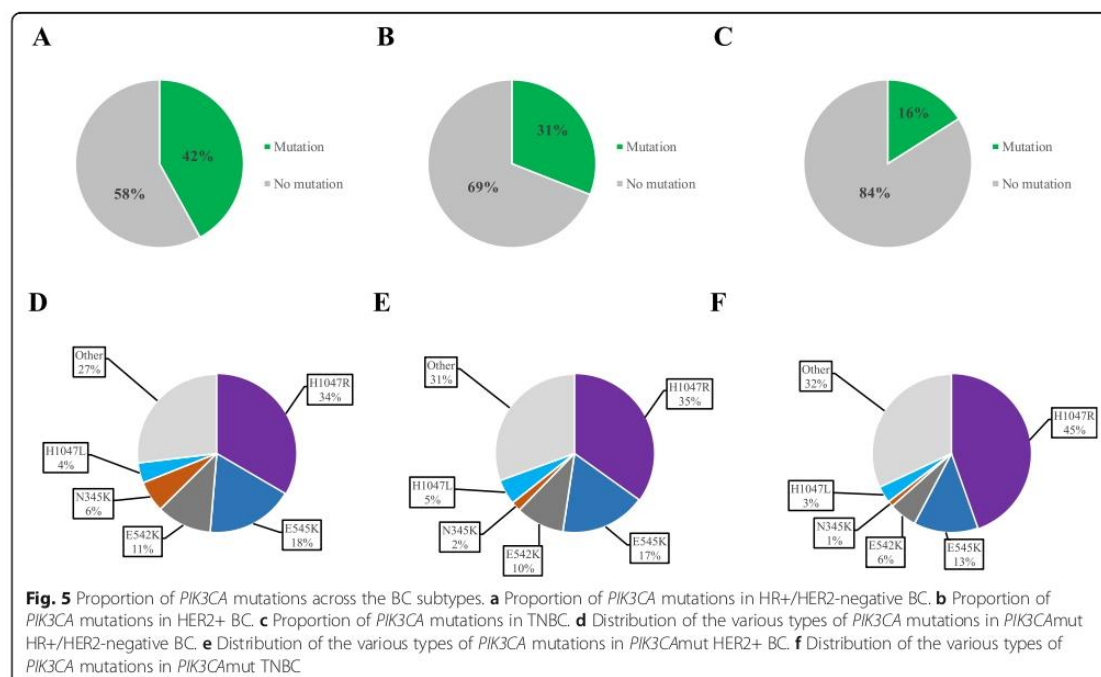 A
B
C
42%
58%
Mutation
No mutation
31%
69%
Mutation
No mutation
16%
84%
Mutation
No mutation
D
E
F
Other
27%
H1047R
34%
H1047L
4%
N345K
6%
E542K
11%
E545K
18%
Other
31%
H1047R
35%
H1047L
5%
N345K
2%
E542K
10%
E545K
17%
Other
32%
H1047R
45%
H1047L
3%
N345K
1%
E542K
6%
E545K
13%
Fig. 5 Proportion of PIK3CA mutations across the BC subtypes. a Proportion of PIK3CA mutations in HR+/HER2-negative BC. b Proportion of
PIK3CA mutations in HER2+ BC. c Proportion of PIK3CA mutations in TNBC. d Distribution of the various types of PIK3CA mutations in PIK3CAmut
HR+/HER2-negative BC. e Distribution of the various types of PIK3CA mutations in PIK3CAmut HER2+ BC. f Distribution of the various types of
PIK3CA mutations in PIK3CAmut TNBC